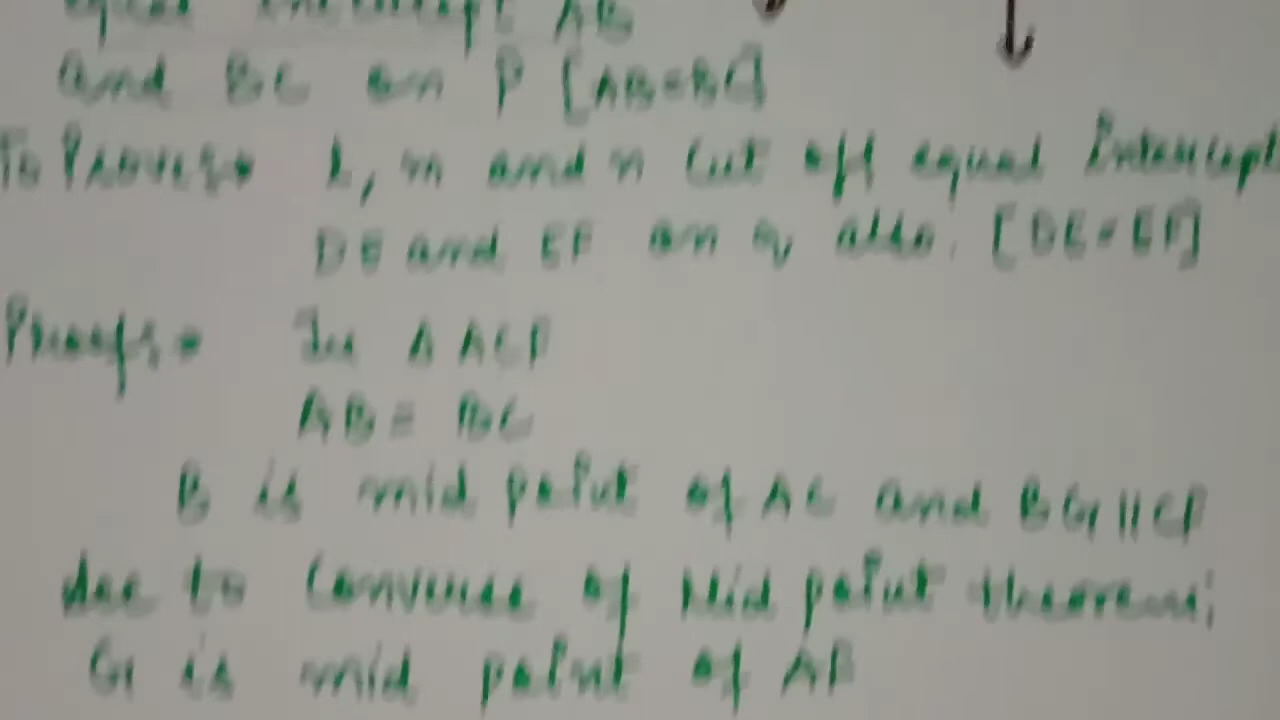 equal intercept AB
and BC on P [AB=BC]
To Prove:→ l, m and n cut off equal Intercept
DE and EF on q also. [DE=EF]
Proof:→ In Δ ACF
AB = BC
B is mid point of AC and BG||CF
due to converse of Mid point theorem;
G is mid point of AF